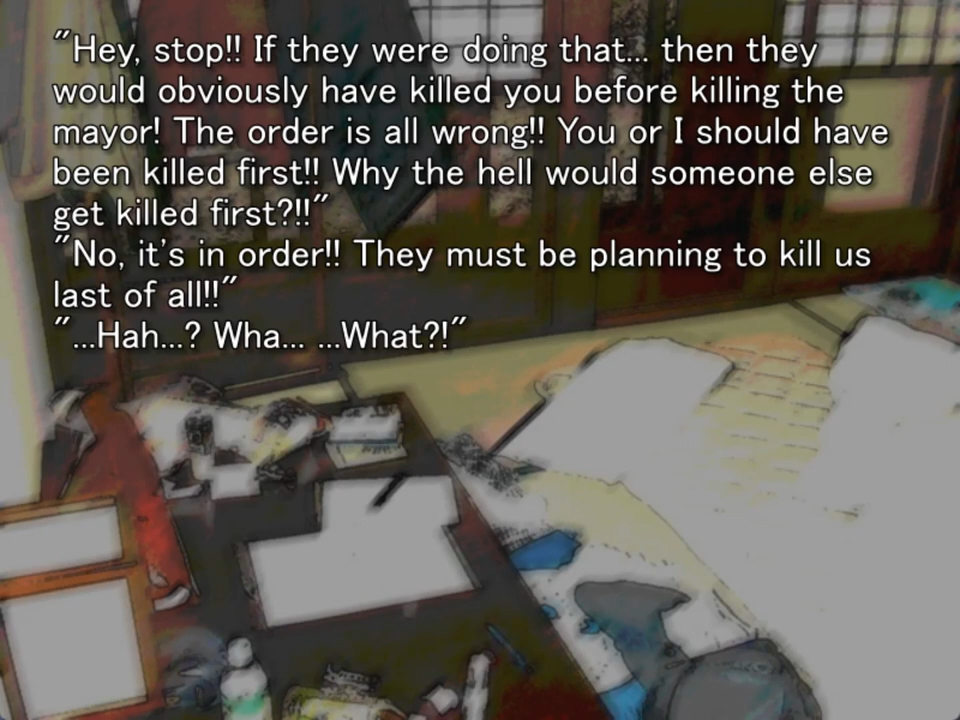 "Hey, stop!! If they were doing that... then they
would obviously have killed you before killing the
mayor! The order is all wrong!! You or I should have
been killed first!! Why the hell would someone else
get killed first?!!"
"No, it's in order!! They must be planning to kill us
last of all!!"
"...Hah...? Wha... ...What?!"